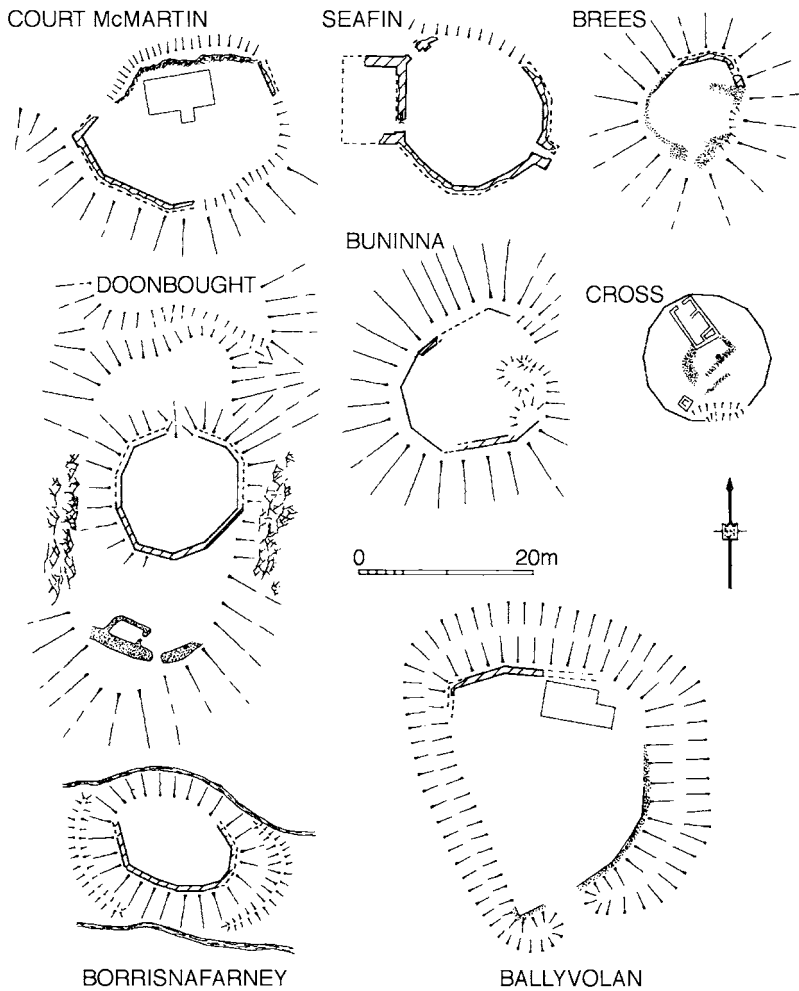 COURT McMARTIN
SEAFIN
BREES
DOONBOUGHT
BUNINNA
CROSS
0 20m
BORRISNAFARNEY
BALLYVOLAN